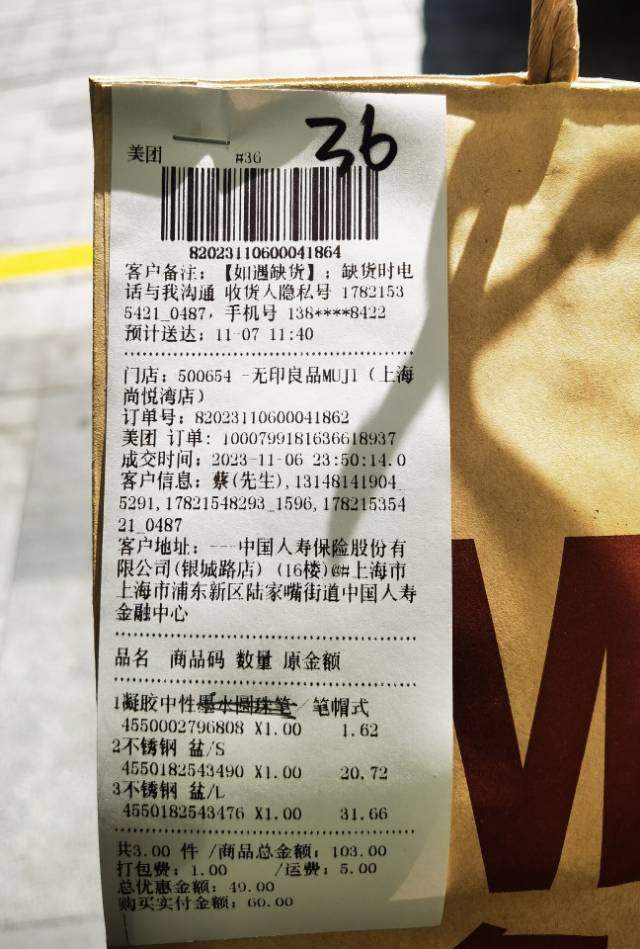 美团 #36 36
82023110600041864
客户备注：【如遇缺货】；缺货时电
话与我沟通 收货人隐私号 1782153
5421_0487，手机号 138****8422
预计送达：11-07 11:40
门店：500654 -无印良品MUJI（上海
尚悦湾店）
订单号：82023110600041862
美团 订单：1000799181636618937
成交时间：2023-11-06 23:50:14.0
客户信息：蔡(先生),13148141904_
5291,17821548293_1596,178215354
21_0487
客户地址：---中国人寿保险股份有
限公司(银城路店) (16楼)@#上海市
上海市浦东新区陆家嘴街道中国人寿
金融中心
品名 商品码 数量 原金额
1凝胶中性墨水圆珠笔/笔帽式
4550002796808 X1.00 1.62
2不锈钢 盆/S
4550182543490 X1.00 20.72
3不锈钢 盆/L
4550182543476 X1.00 31.66
共3.00 件 /商品总金额：103.00
打包费：1.00 /运费：5.00
总优惠金额：49.00
购买实付金额：60.00